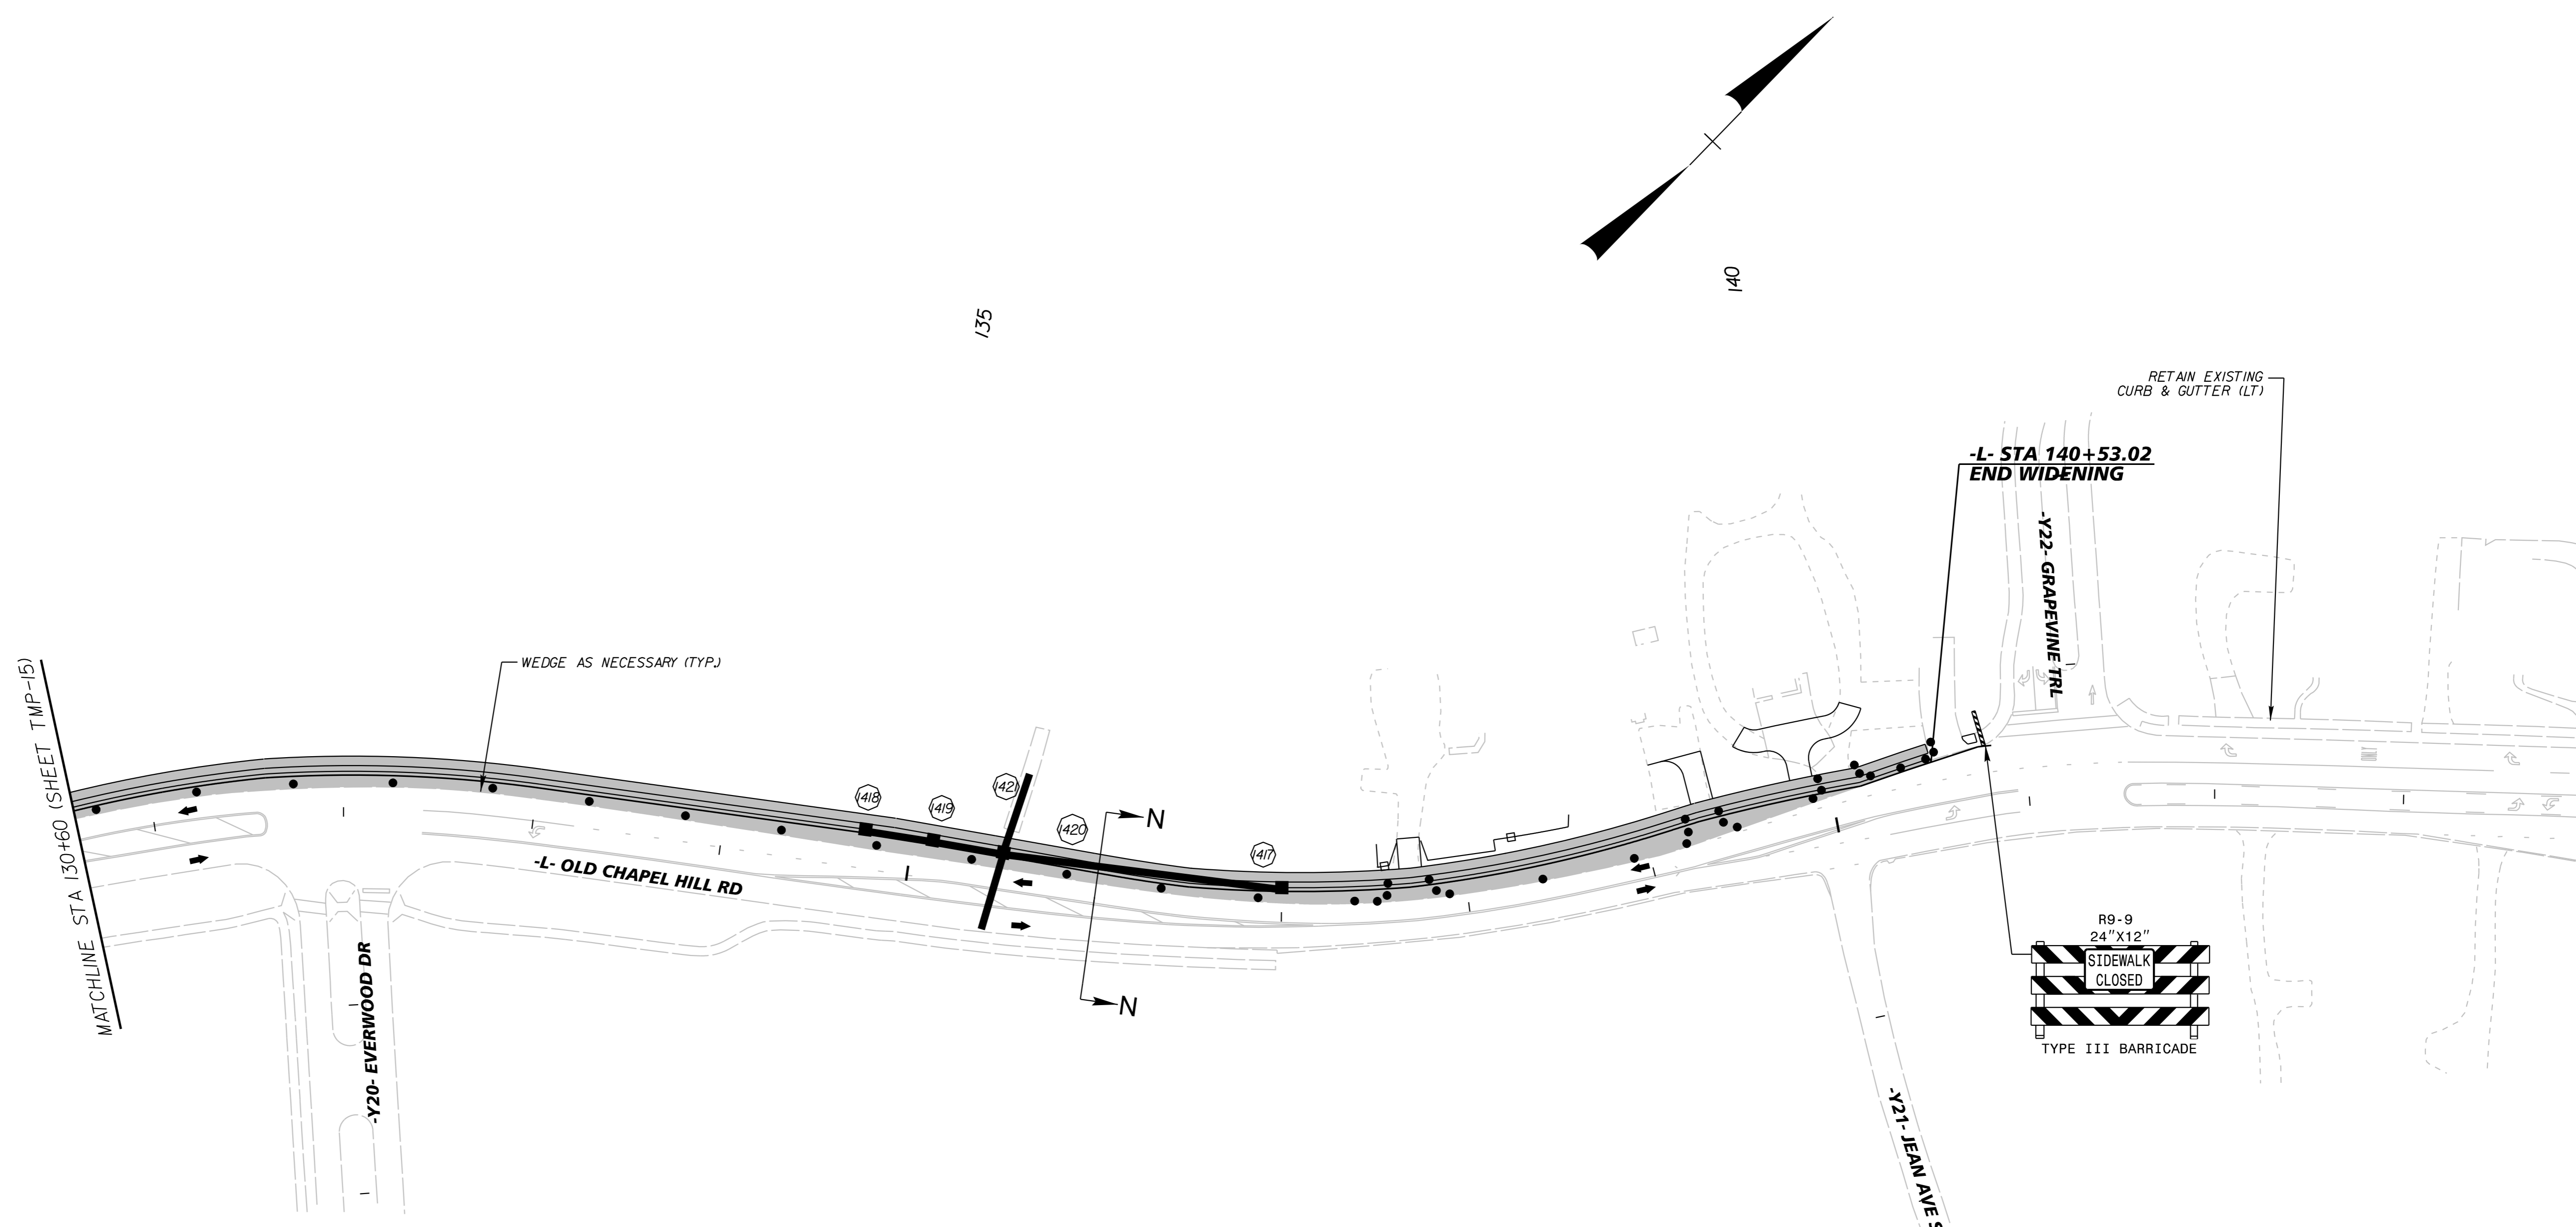 140
135
RETAIN EXISTING
CURB & GUTTER (LT)
-L- STA 140+53.02
END WIDENING
-Y22- GRAPEVINE TRL
WEDGE AS NECESSARY (TYP.)
MATCHLINE STA 130+60 (SHEET TMP-15)
1418
1419
1421
1420
1417
N
N
-L- OLD CHAPEL HILL RD
-Y20- EVERWOOD DR
R9-9
24"X12"
SIDEWALK
CLOSED
TYPE III BARRICADE
-Y21- JEAN AVE S